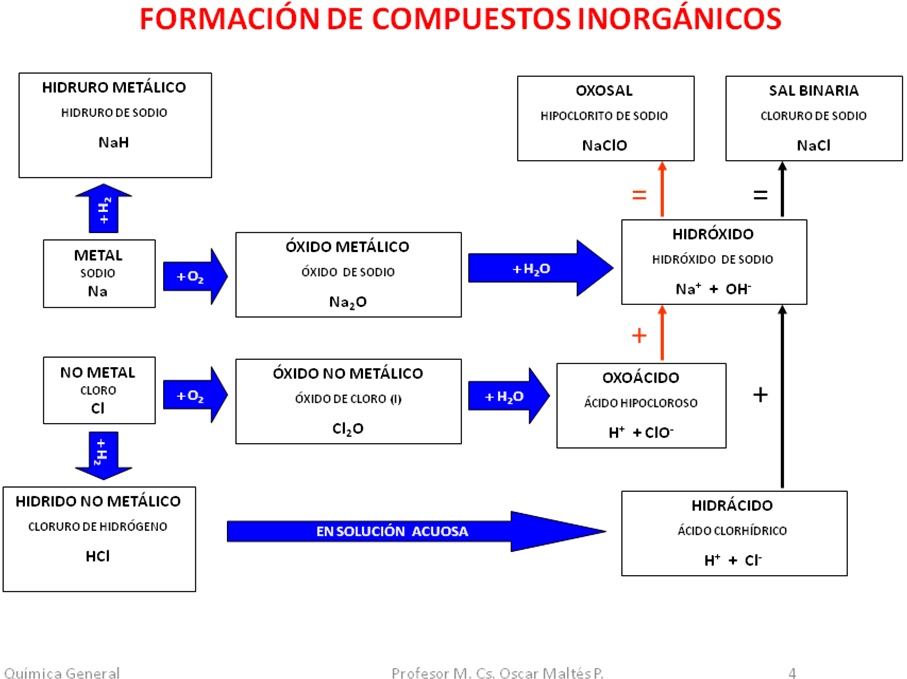 FORMACIÓN DE COMPUESTOS INORGÁNICOS
HIDRURO METÁLICO
HIDRURO DE SODIO
NaH
OXOSAL
HIPOCLORITO DE SODIO
NaClO
SAL BINARIA
CLORURO DE SODIO
NaCl
+H₂
=
=
METAL
SODIO
Na
+O₂
ÓXIDO METÁLICO
ÓXIDO DE SODIO
Na₂O
+H₂O
HIDRÓXIDO
HIDRÓXIDO DE SODIO
Na⁺ + OH⁻
+
+
NO METAL
CLORO
Cl
+O₂
ÓXIDO NO METÁLICO
ÓXIDO DE CLORO (I)
Cl₂O
+H₂O
OXOÁCIDO
ÁCIDO HIPOCLOROSO
H⁺ + ClO⁻
+H₂
HIDRIDO NO METÁLICO
CLORURO DE HIDRÓGENO
HCl
EN SOLUCIÓN ACUOSA
HIDRÁCIDO
ÁCIDO CLORHÍDRICO
H⁺ + Cl⁻
Química General
Profesor M. Cs. Oscar Maltés P.
4